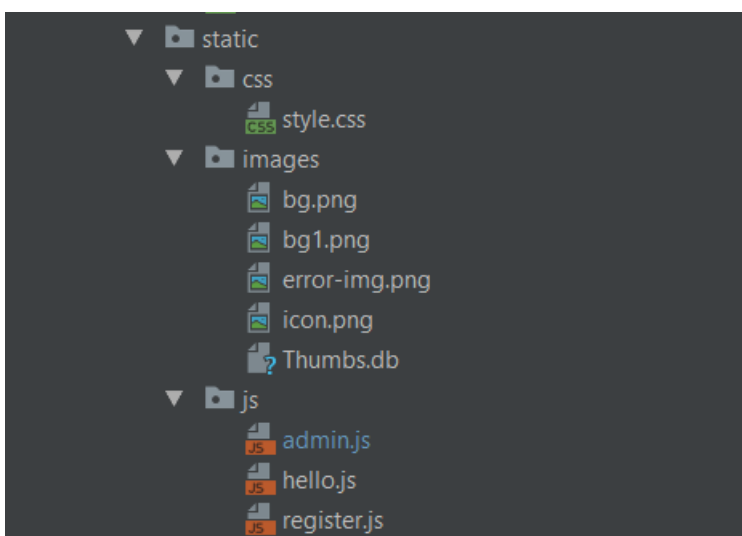 static
css
style.css
images
bg.png
bg1.png
error-img.png
icon.png
Thumbs.db
js
admin.js
hello.js
register.js